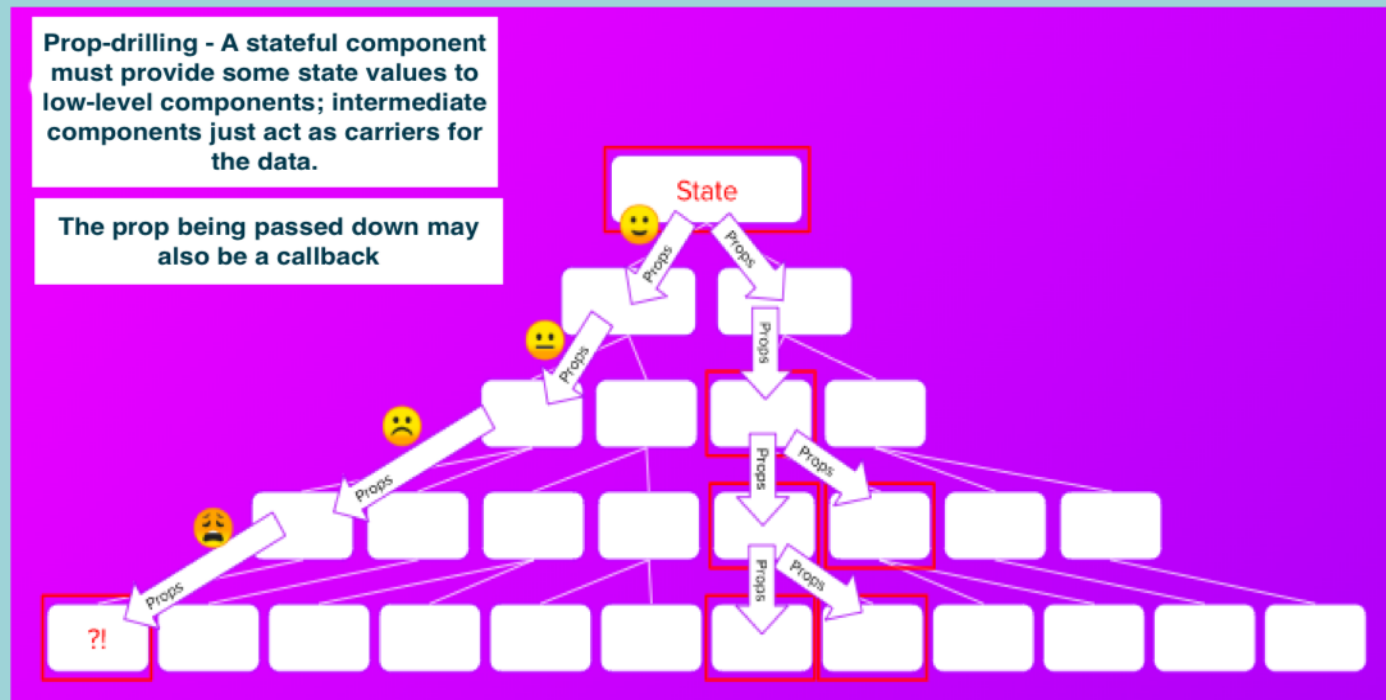 Prop-drilling - A stateful component
must provide some state values to
low-level components; intermediate
components just act as carriers for
the data.
The prop being passed down may
also be a callback
State
Props
Props
Props
Props
Props
Props
Props
Props
Props
Props
?!